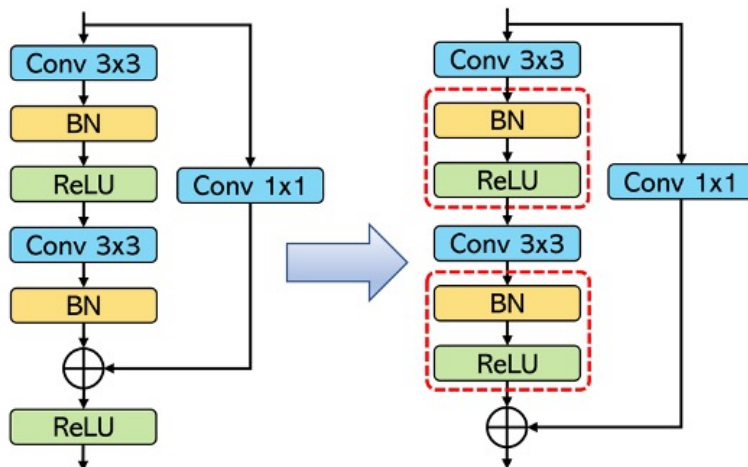 Conv 3x3
BN
ReLU
Conv 3x3
BN
ReLU
Conv 1x1
Conv 3x3
BN
ReLU
Conv 3x3
BN
ReLU
Conv 1x1